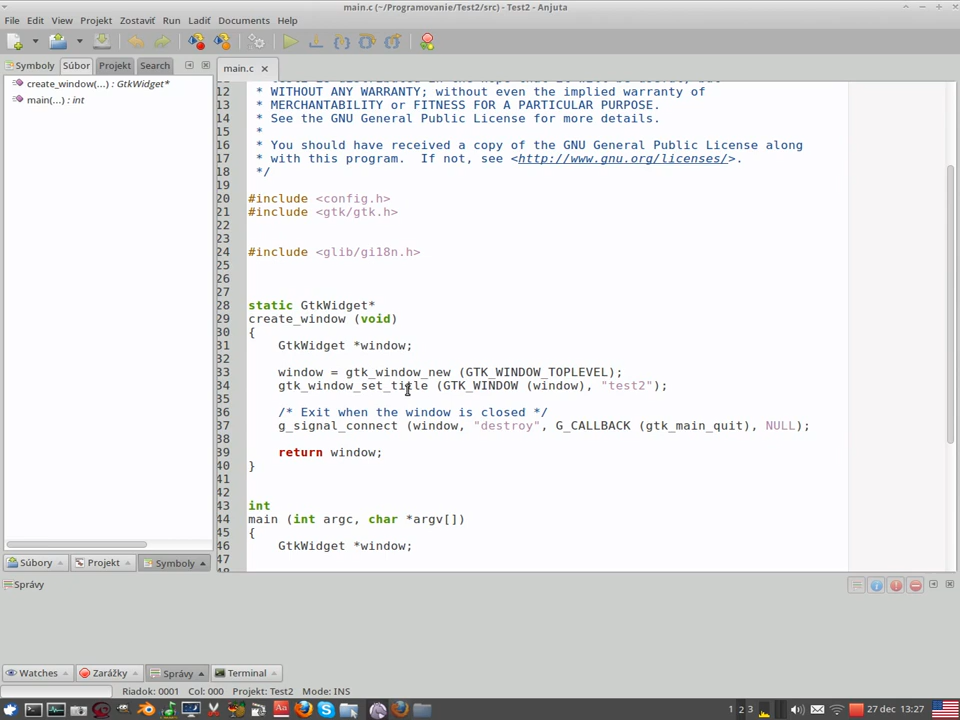 main.c (~/Programovanie/Test2/src) - Test2 - Anjuta
File Edit View Projekt Zostaviť Run Ladiť Documents Help
Symboly Súbor Projekt Search
create_window(...) : GtkWidget*
main(...) : int
main.c
12 * WITHOUT ANY WARRANTY; without even the implied warranty of
13 * MERCHANTABILITY or FITNESS FOR A PARTICULAR PURPOSE.
14 * See the GNU General Public License for more details.
15 *
16 * You should have received a copy of the GNU General Public License along
17 * with this program.  If not, see <http://www.gnu.org/licenses/>.
18 */
19
20 #include <config.h>
21 #include <gtk/gtk.h>
22
23
24 #include <glib/gi18n.h>
25
26
27
28 static GtkWidget*
29 create_window (void)
30 {
31     GtkWidget *window;
32
33     window = gtk_window_new (GTK_WINDOW_TOPLEVEL);
34     gtk_window_set_title (GTK_WINDOW (window), "test2");
35
36     /* Exit when the window is closed */
37     g_signal_connect (window, "destroy", G_CALLBACK (gtk_main_quit), NULL);
38
39     return window;
40 }
41
42
43 int
44 main (int argc, char *argv[])
45 {
46     GtkWidget *window;
47
Súbory Projekt Symboly
Správy
Watches Zarážky Správy Terminal
Riadok: 0001 Col: 000 Projekt: Test2 Mode: INS
1 2 3 27 dec 13:27